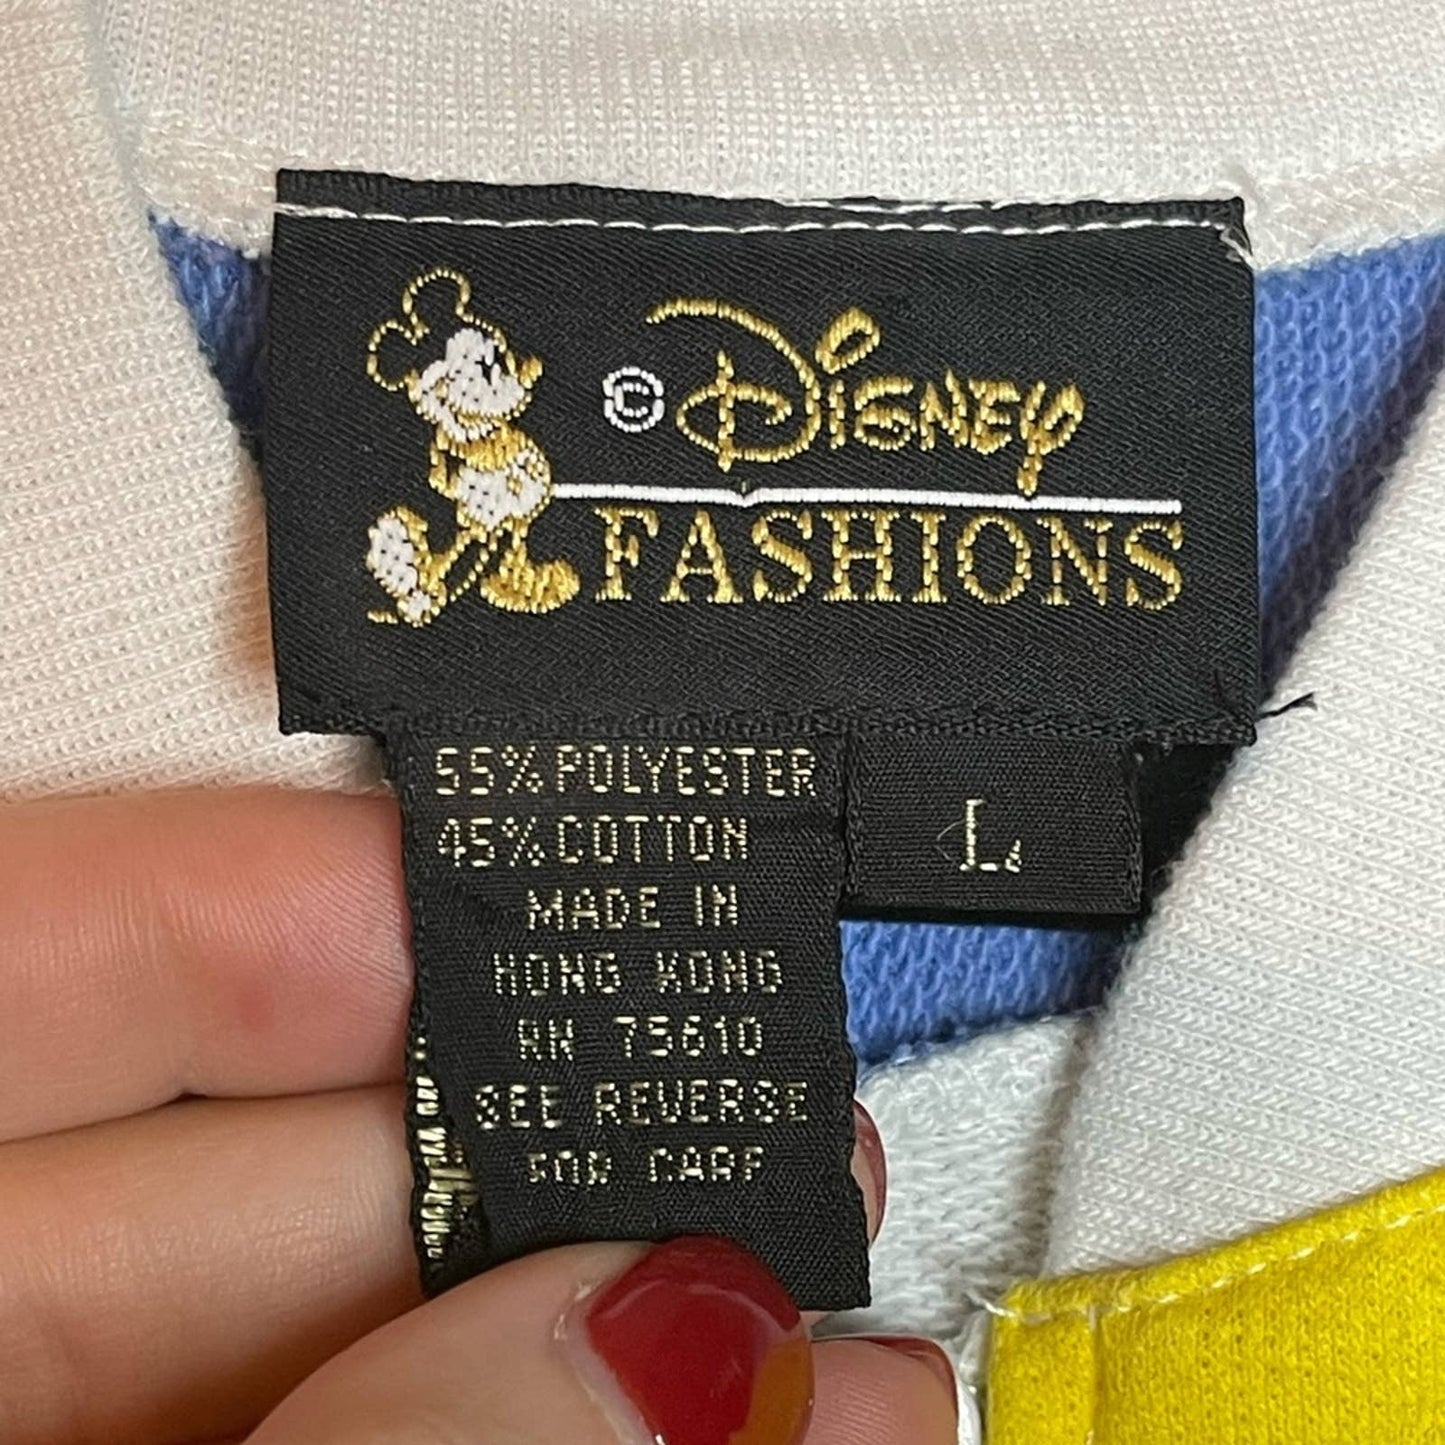 © Disney
FASHIONS
55% POLYESTER
45% COTTON
MADE IN
HONG KONG
RN 75610
SEE REVERSE
FOR CARE
L